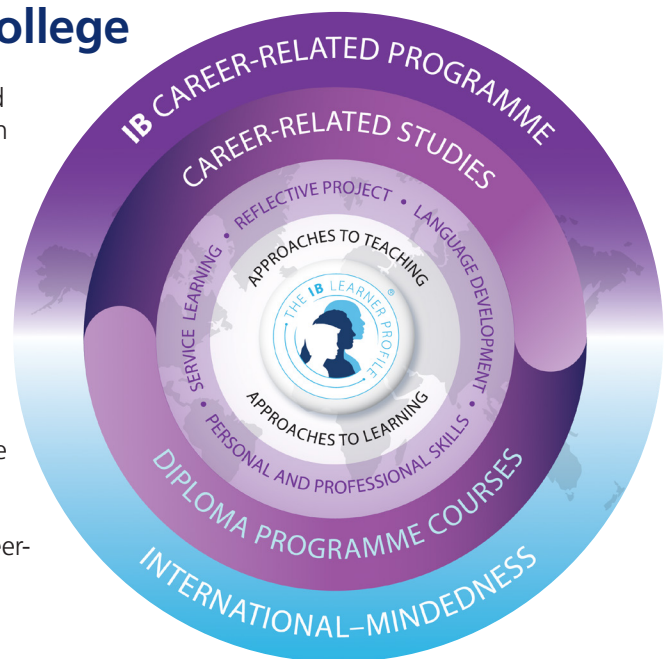 ollege
d
n
e
eer-
IB CAREER-RELATED PROGRAMME
CAREER-RELATED STUDIES
SERVICE LEARNING • REFLECTIVE PROJECT • LANGUAGE DEVELOPMENT •
PERSONAL AND PROFESSIONAL SKILLS •
APPROACHES TO TEACHING
THE IB LEARNER PROFILE ®
APPROACHES TO LEARNING
DIPLOMA PROGRAMME COURSES
INTERNATIONAL–MINDEDNESS